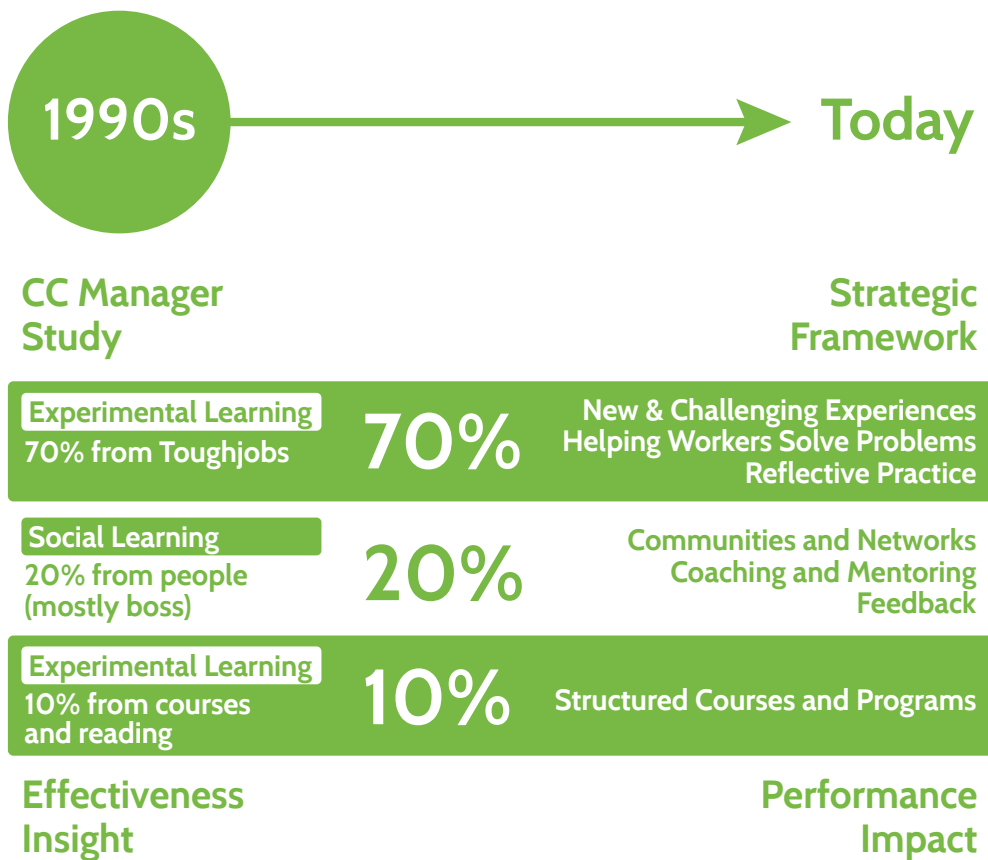 1990s
Today
CC Manager
Study
Strategic
Framework
Experimental Learning
70% from Toughjobs
70%
New & Challenging Experiences
Helping Workers Solve Problems
Reflective Practice
Social Learning
20% from people
(mostly boss)
20%
Communities and Networks
Coaching and Mentoring
Feedback
Experimental Learning
10% from courses
and reading
10%
Structured Courses and Programs
Effectiveness
Insight
Performance
Impact